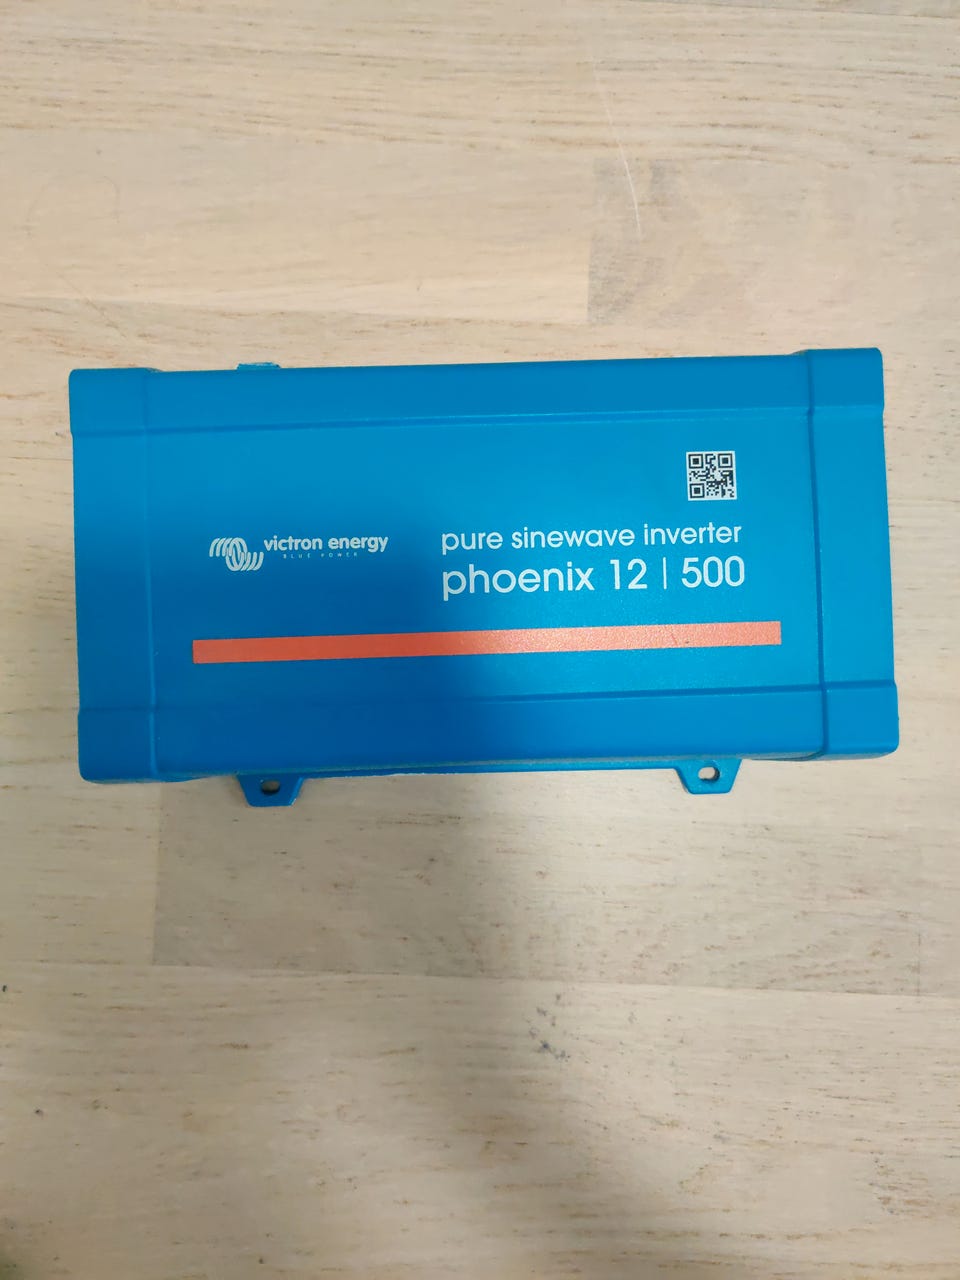 victron energy
BLUE POWER
pure sinewave inverter
phoenix 12 | 500